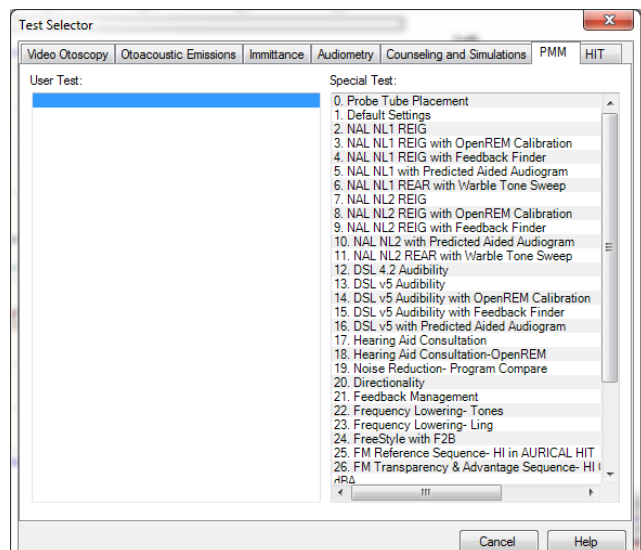 Test Selector
Video Otoscopy Otoacoustic Emissions Immittance Audiometry Counseling and Simulations PMM HIT
User Test:
Special Test:
0. Probe Tube Placement
1. Default Settings
2. NAL NL1 REIG
3. NAL NL1 REIG with OpenREM Calibration
4. NAL NL1 REIG with Feedback Finder
5. NAL NL1 with Predicted Aided Audiogram
6. NAL NL1 REAR with Warble Tone Sweep
7. NAL NL2 REIG
8. NAL NL2 REIG with OpenREM Calibration
9. NAL NL2 REIG with Feedback Finder
10. NAL NL2 with Predicted Aided Audiogram
11. NAL NL2 REAR with Warble Tone Sweep
12. DSL 4.2 Audibility
13. DSL v5 Audibility
14. DSL v5 Audibility with OpenREM Calibration
15. DSL v5 Audibility with Feedback Finder
16. DSL v5 with Predicted Aided Audiogram
17. Hearing Aid Consultation
18. Hearing Aid Consultation-OpenREM
19. Noise Reduction- Program Compare
20. Directionality
21. Feedback Management
22. Frequency Lowering- Tones
23. Frequency Lowering- Ling
24. FreeStyle with F2B
25. FM Reference Sequence- HI in AURICAL HIT
26. FM Transparency & Advantage Sequence- HI
dBA
Cancel Help